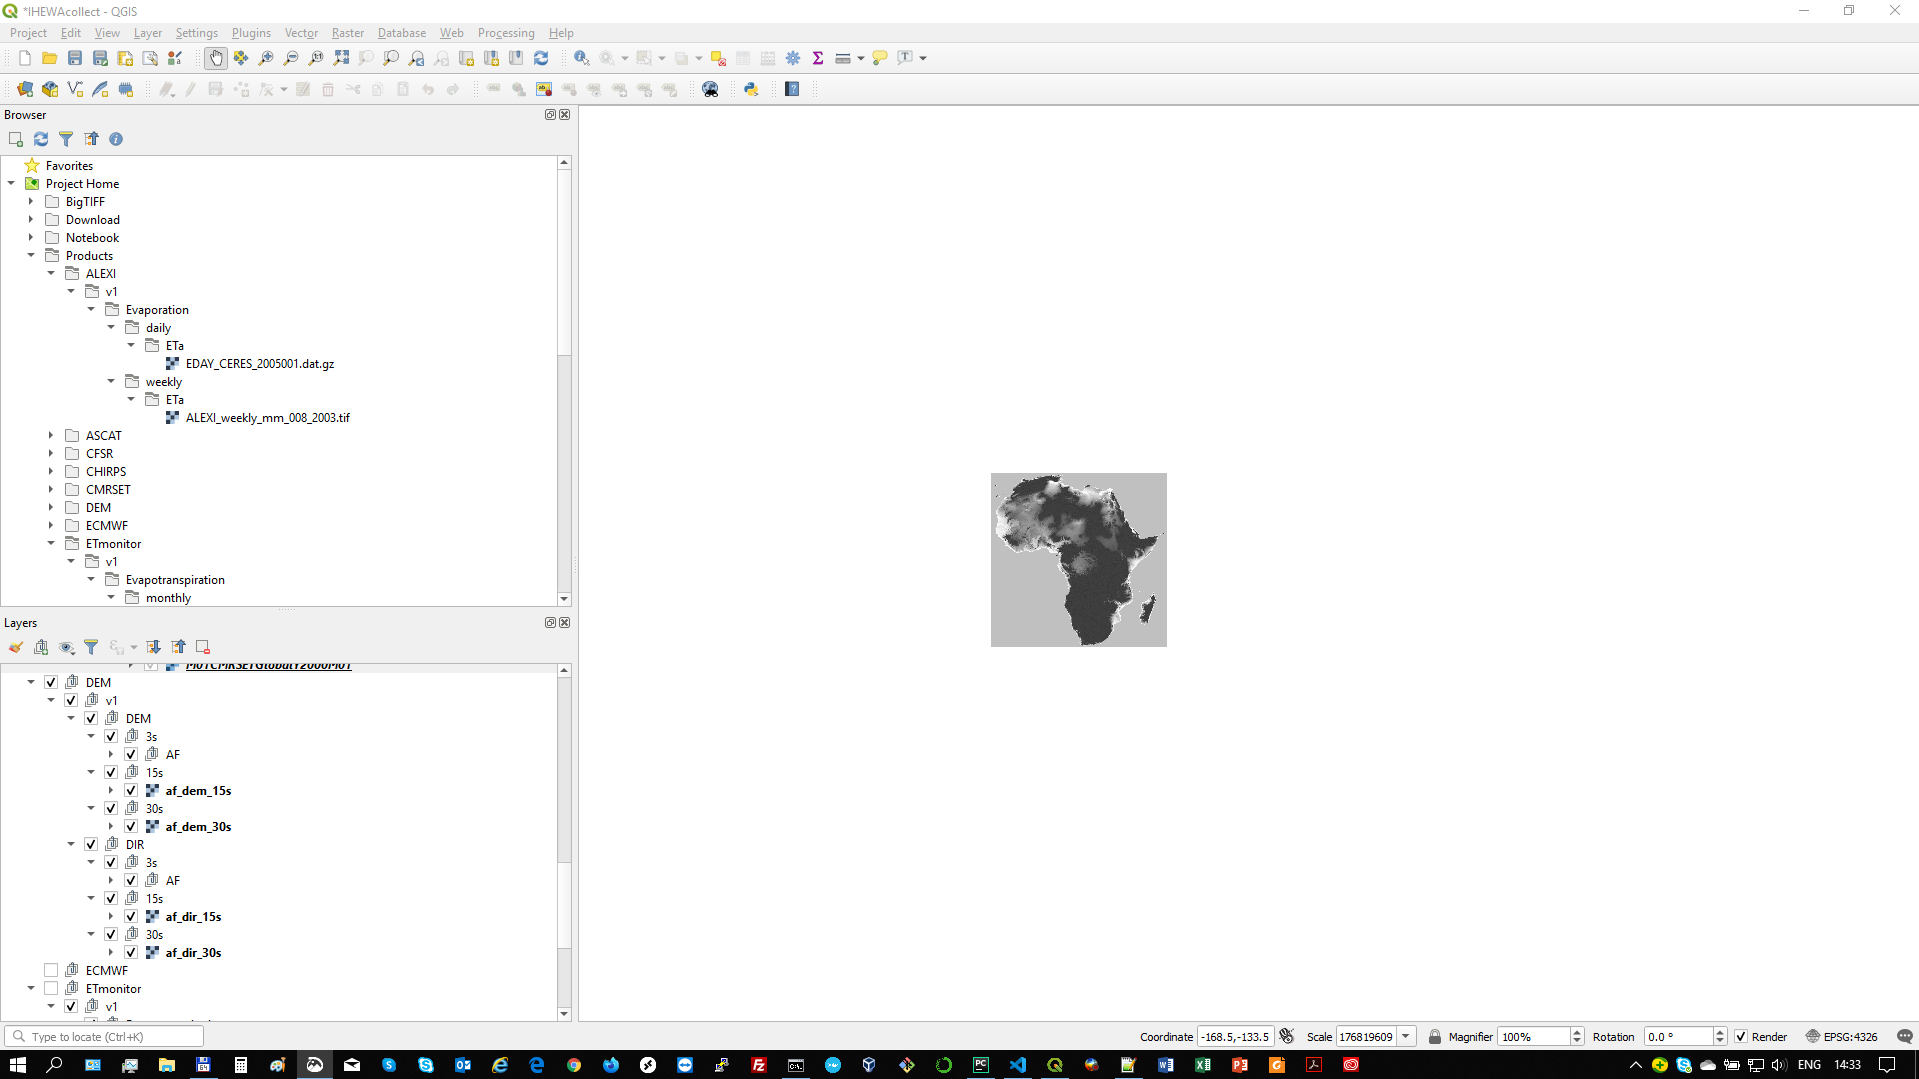 *IHEWAcollect - QGIS
Project Edit View Layer Settings Plugins Vector Raster Database Web Processing Help
Browser
Favorites
Project Home
BigTIFF
Download
Notebook
Products
ALEXI
v1
Evaporation
daily
ETa
EDAY_CERES_2005001.dat.gz
weekly
ETa
ALEXI_weekly_mm_008_2003.tif
ASCAT
CFSR
CHIRPS
CMRSET
DEM
ECMWF
ETmonitor
v1
Evapotranspiration
monthly
Layers
DEM
v1
DEM
3s
AF
15s
af_dem_15s
30s
af_dem_30s
DIR
3s
AF
15s
af_dir_15s
30s
af_dir_30s
ECMWF
ETmonitor
v1
Type to locate (Ctrl+K)
Coordinate -168.5,-133.5 Scale 176819609 Magnifier 100% Rotation 0.0 ° Render EPSG:4326
ENG 14:33